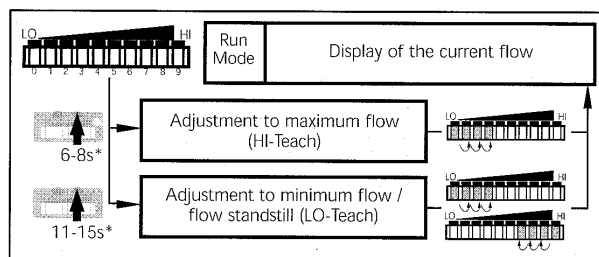 LO HI
0 1 2 3 4 5 6 7 8 9
Run
Mode
Display of the current flow
6-8s*
Adjustment to maximum flow
(HI-Teach)
LO HI
11-15s*
Adjustment to minimum flow /
flow standstill (LO-Teach)
LO HI
LO HI